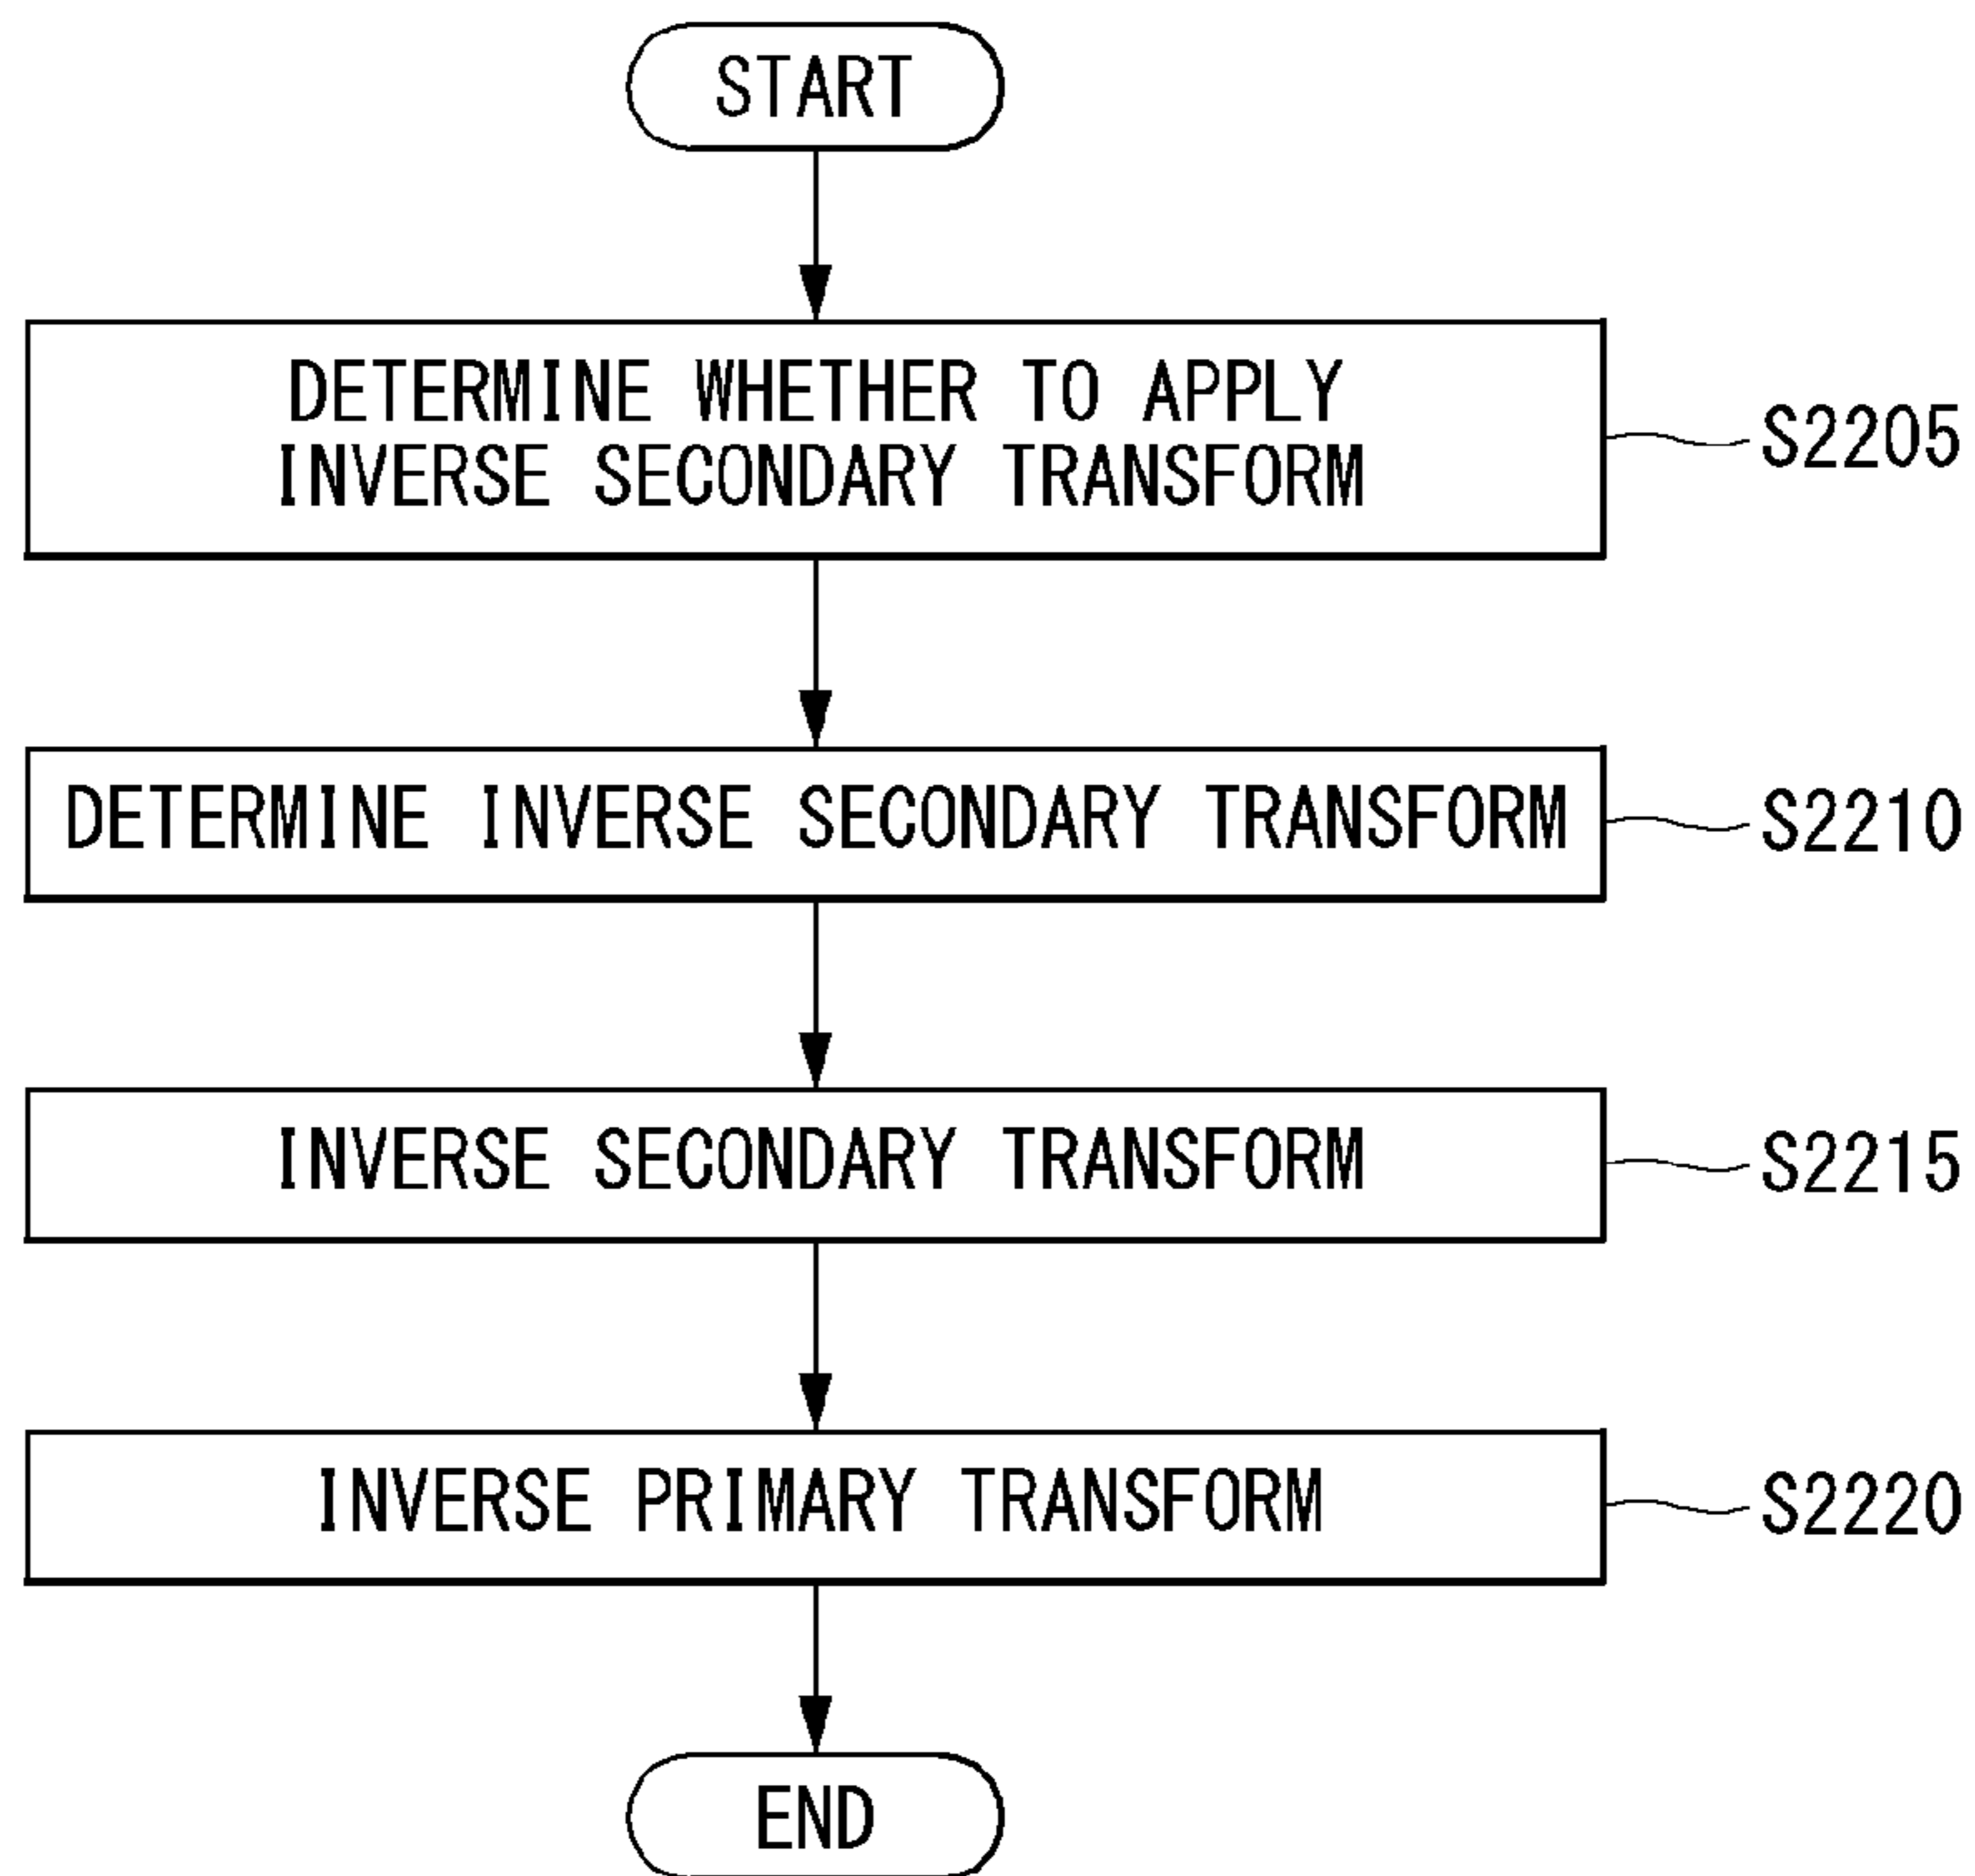 START
DETERMINE WHETHER TO APPLY
INVERSE SECONDARY TRANSFORM
S2205
DETERMINE INVERSE SECONDARY TRANSFORM
S2210
INVERSE SECONDARY TRANSFORM
S2215
INVERSE PRIMARY TRANSFORM
S2220
END